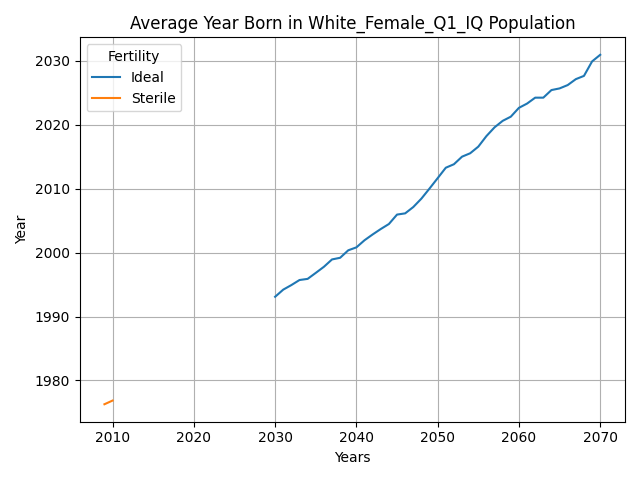 Average Year Born in White_Female_Q1_IQ Population
Fertility
Ideal
Sterile
Year
2030
2020
2010
2000
1990
1980
2010
2020
2030
2040
2050
2060
2070
Years